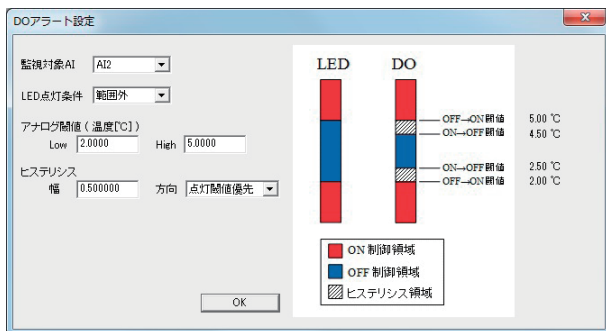 DOアラート設定
監視対象AI AI2
LED点灯条件 範囲外
アナログ閾値 ( 温度[℃] )
Low 2.0000 High 5.0000
ヒステリシス
幅 0.500000 方向 点灯閾値優先
OK
LED DO
OFF→ON閾値 5.00 ℃
ON→OFF閾値 4.50 ℃
ON→OFF閾値 2.50 ℃
OFF→ON閾値 2.00 ℃
ON 制御領域
OFF 制御領域
ヒステリシス領域